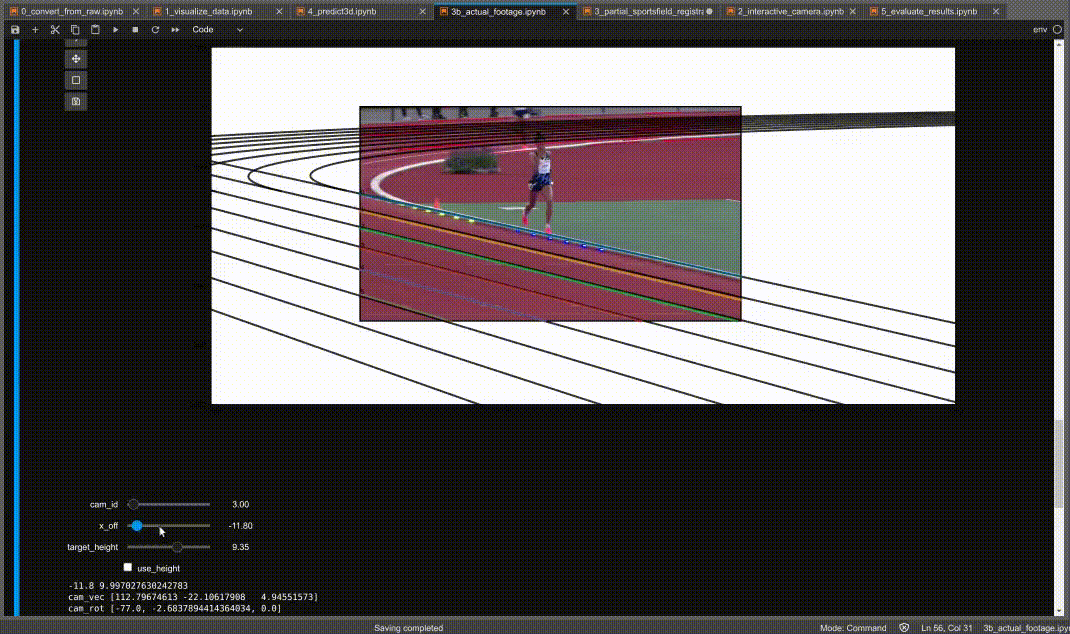 0_convert_from_raw.ipynb 1_visualize_data.ipynb 4_predict3d.ipynb 3b_actual_footage.ipynb 3_partial_sportsfield_registra 2_interactive_camera.ipynb 5_evaluate_results.ipynb
Code env
cam_id 3.00
x_off -11.80
target_height 9.35
use_height
-11.8 9.997027630242783
cam_vec [112.79674613 -22.10617908 4.94551573]
cam_rot [-77.0, -2.6837894414364034, 0.0]
Saving completed Mode: Command Ln 56, Col 31 3b_actual_footage.ipy